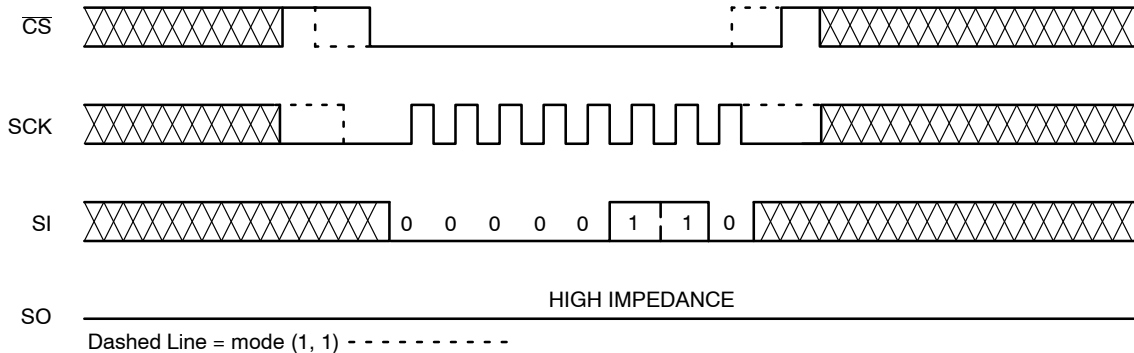 CS
SCK
SI 0 0 0 0 0 1 1 0
HIGH IMPEDANCE
SO
Dashed Line = mode (1, 1)